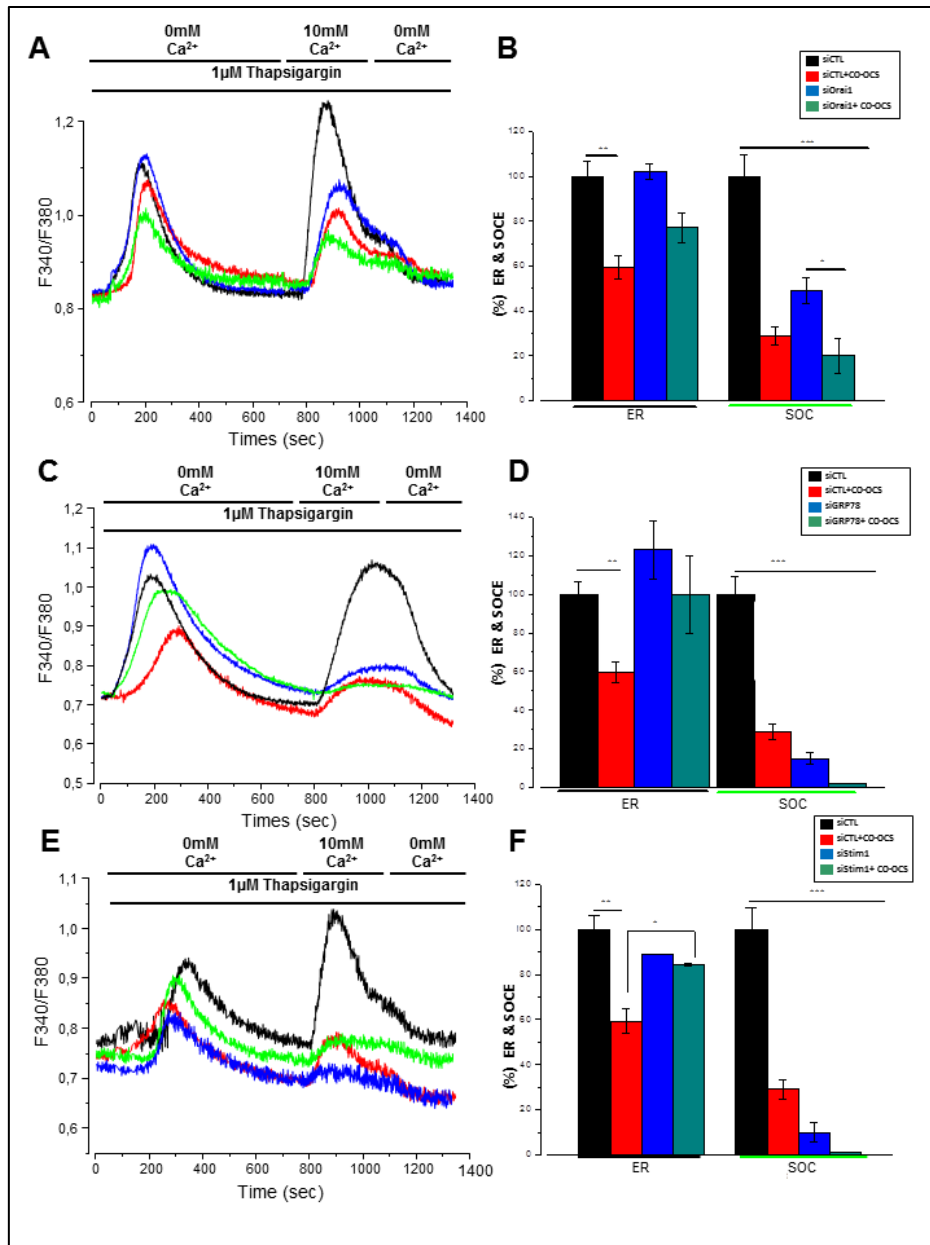 A
0mM
Ca²⁺
10mM
Ca²⁺
0mM
Ca²⁺
1µM Thapsigargin
F340/F380
1,2
1,0
0,8
0,6
0 200 400 600 800 1000 1200 1400
Times (sec)
B
siCTL
siCTL+CO-OCS
siOrai1
siOrai1+ CO-OCS
(%) ER & SOCE
120
100
80
60
40
20
0
--
---
-
ER SOC
C
0mM
Ca²⁺
10mM
Ca²⁺
0mM
Ca²⁺
1µM Thapsigargin
F340/F380
1,1
1,0
0,9
0,8
0,7
0,6
0,5
0 200 400 600 800 1000 1200 1400
Times (sec)
D
siCTL
siCTL+CO-OCS
siGRP78
siGRP78+ CO-OCS
(%) ER & SOCE
140
120
100
80
60
40
20
0
--
---
ER SOC
E
0mM
Ca²⁺
10mM
Ca²⁺
0mM
Ca²⁺
1µM Thapsigargin
F340/F380
1,1
1,0
0,9
0,8
0,7
0,6
0 200 400 600 800 1000 1200 1400
Time (sec)
F
siCTL
siCTL+CO-OCS
siStim1
siStim1+ CO-OCS
(%) ER & SOCE
120
100
80
60
40
20
0
--
-
---
ER SOC